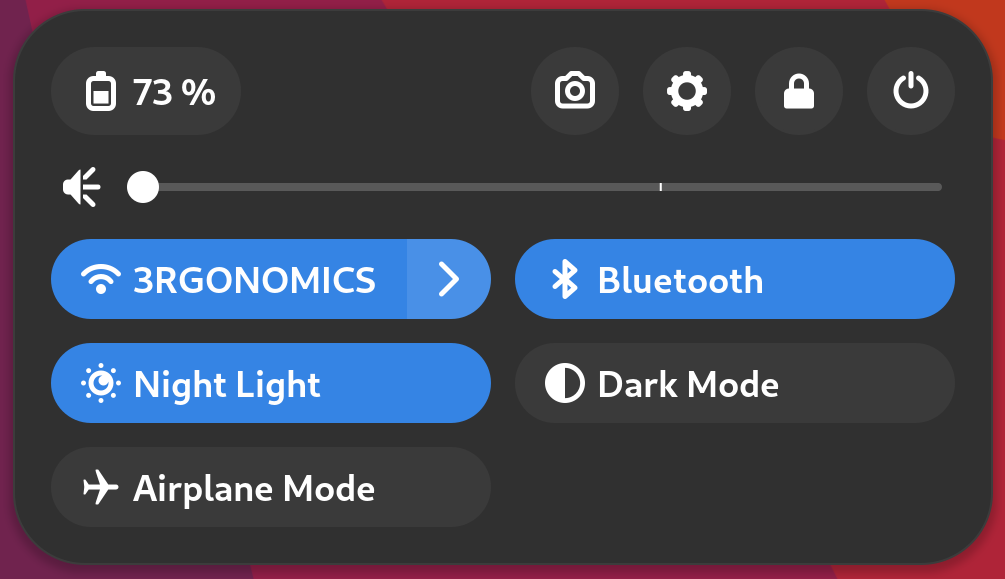 73 %
3RGONOMICS
Bluetooth
Night Light
Dark Mode
Airplane Mode